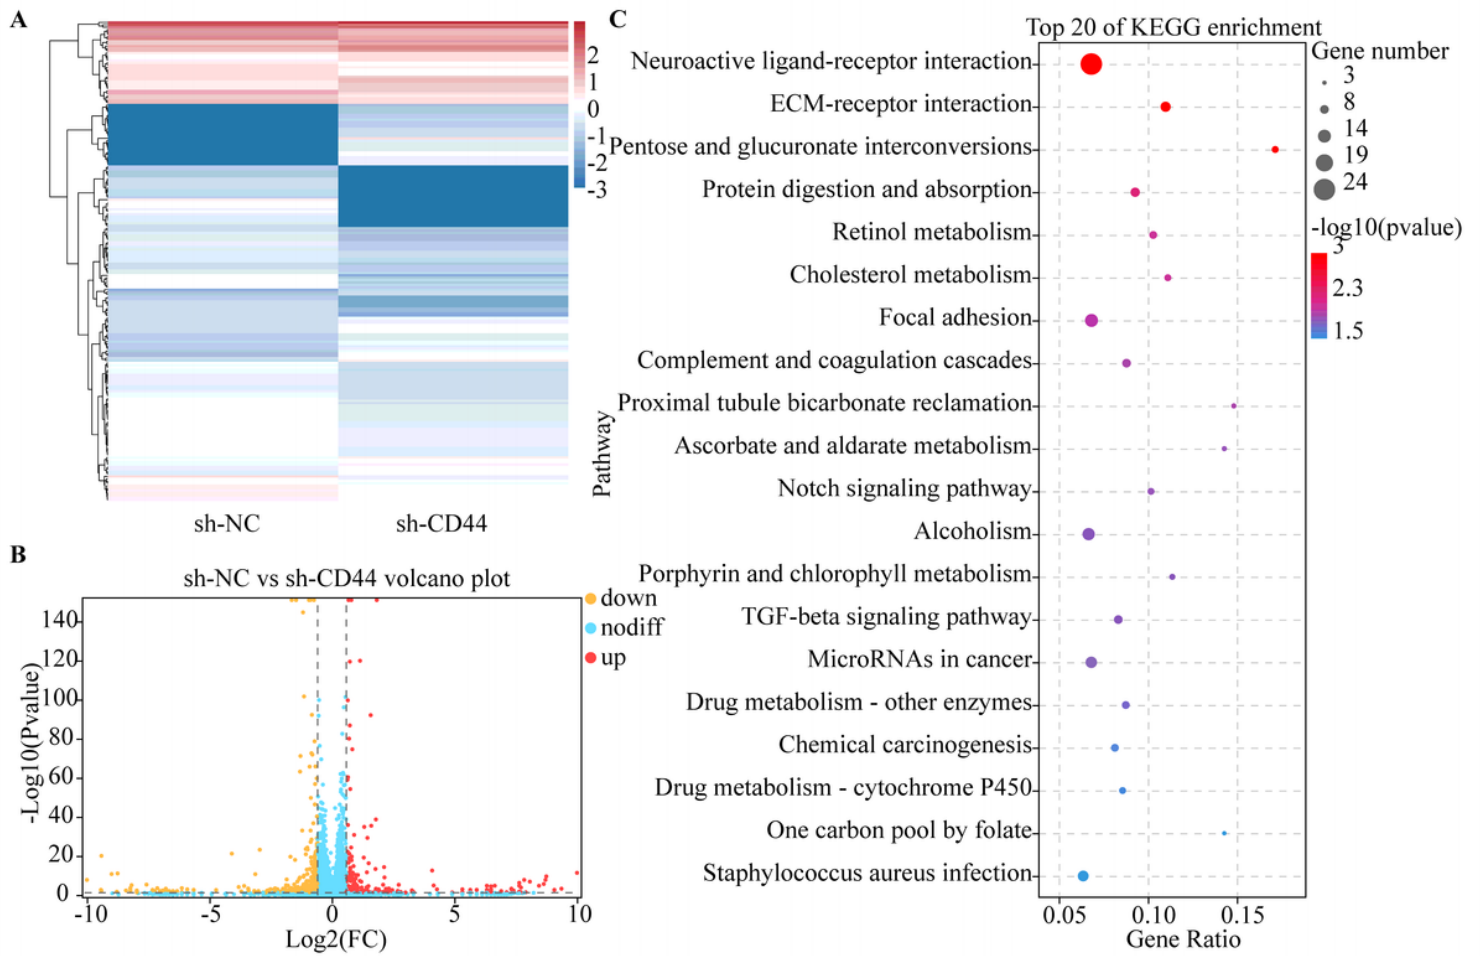 A
2
1
0
-1
-2
-3
sh-NC
sh-CD44
B
sh-NC vs sh-CD44 volcano plot
down
nodiff
up
-Log10(Pvalue)
140
120
100
80
60
40
20
0
-10
-5
0
5
10
Log2(FC)
C
Top 20 of KEGG enrichment
Pathway
Neuroactive ligand-receptor interaction
ECM-receptor interaction
Pentose and glucuronate interconversions
Protein digestion and absorption
Retinol metabolism
Cholesterol metabolism
Focal adhesion
Complement and coagulation cascades
Proximal tubule bicarbonate reclamation
Ascorbate and aldarate metabolism
Notch signaling pathway
Alcoholism
Porphyrin and chlorophyll metabolism
TGF-beta signaling pathway
MicroRNAs in cancer
Drug metabolism - other enzymes
Chemical carcinogenesis
Drug metabolism - cytochrome P450
One carbon pool by folate
Staphylococcus aureus infection
0.05
0.10
0.15
Gene Ratio
Gene number
3
8
14
19
24
-log10(pvalue)
3
2.3
1.5